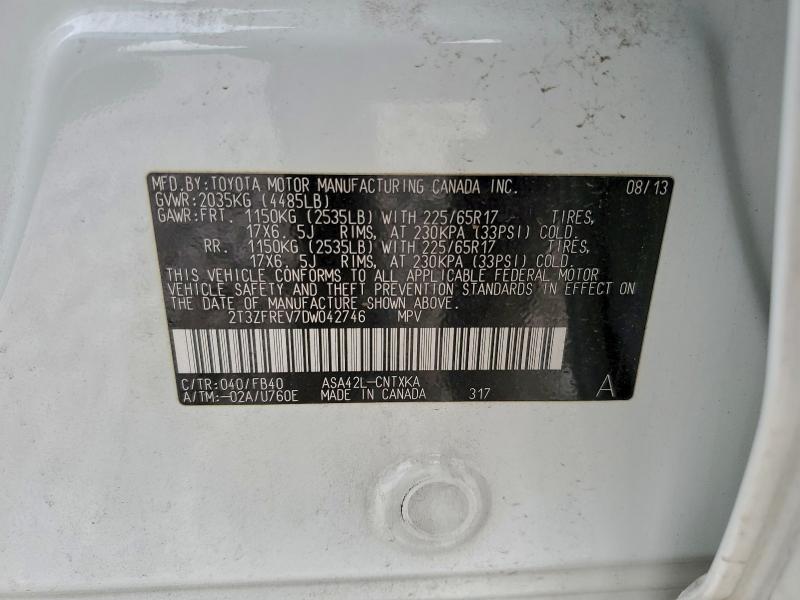 MFD.BY:TOYOTA MOTOR MANUFACTURING CANADA INC. 08/13
GVWR:2035KG (4485LB)
GAWR:FRT. 1150KG (2535LB) WITH 225/65R17 TIRES,
17X6.5J RIMS, AT 230KPA (33PSI) COLD.
RR. 1150KG (2535LB) WITH 225/65R17 TIRES,
17X6.5J RIMS, AT 230KPA (33PSI) COLD.
THIS VEHICLE CONFORMS TO ALL APPLICABLE FEDERAL MOTOR
VEHICLE SAFETY AND THEFT PREVENTION STANDARDS IN EFFECT ON
THE DATE OF MANUFACTURE SHOWN ABOVE.
2T3ZFREV7DW042746 MPV
C/TR:040/FB40 ASA42L-CNTXKA
A/TM:-02A/U760E MADE IN CANADA 317 A